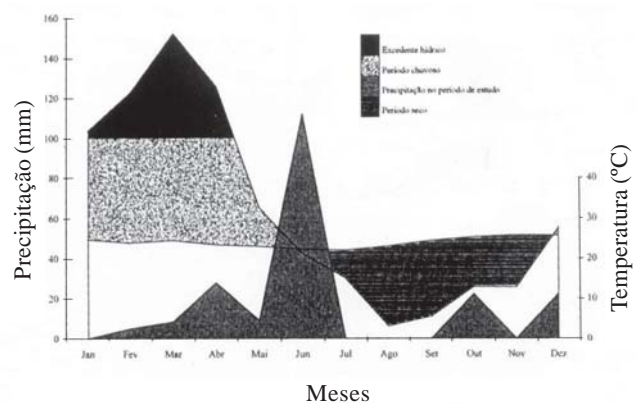 160
140
120
100
80
60
40
20
0
Precipitação (mm)
Excedente hídrico
Período chuvoso
Precipitação no período de estudo
Período seco
40
30
20
10
0
Temperatura (ºC)
Jan Fev Mar Abr Mai Jun Jul Ago Set Out Nov Dez
Meses